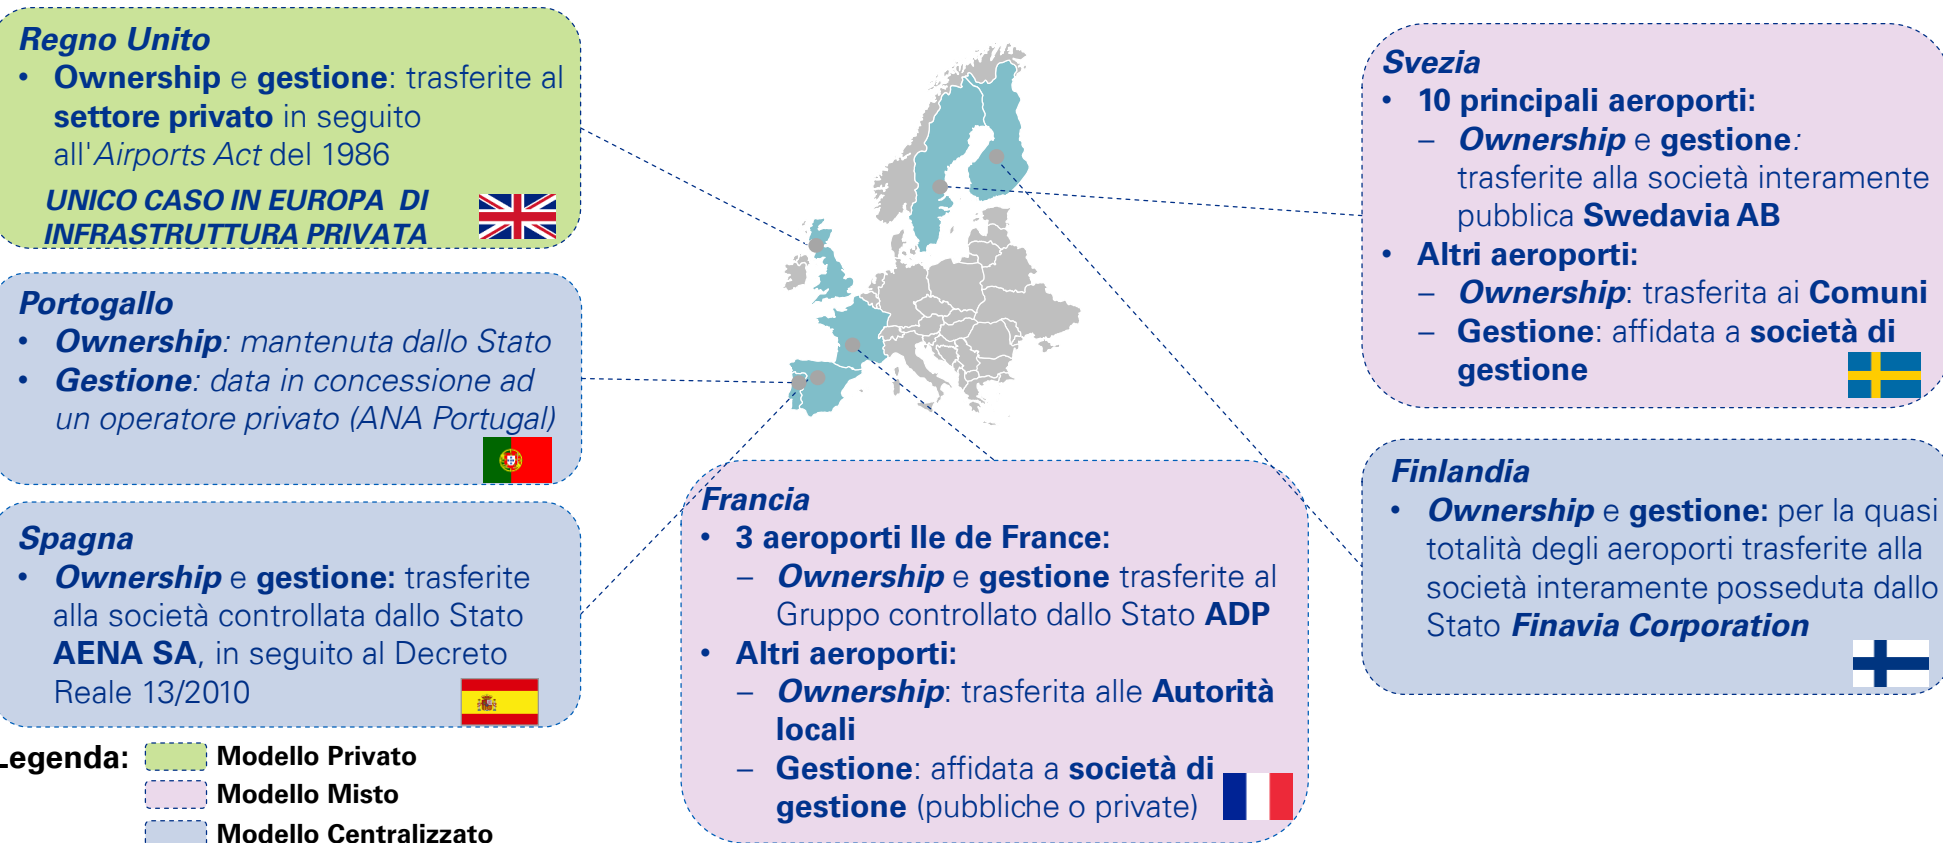 Regno Unito
• Ownership e gestione: trasferite al
settore privato in seguito
all'Airports Act del 1986
UNICO CASO IN EUROPA DI
INFRASTRUTTURA PRIVATA
Portogallo
• Ownership: mantenuta dallo Stato
• Gestione: data in concessione ad
un operatore privato (ANA Portugal)
Spagna
• Ownership e gestione: trasferite
alla società controllata dallo Stato
AENA SA, in seguito al Decreto
Reale 13/2010
Legenda:
Modello Privato
Modello Misto
Modello Centralizzato
Francia
• 3 aeroporti Ile de France:
– Ownership e gestione trasferite al
Gruppo controllato dallo Stato ADP
• Altri aeroporti:
– Ownership: trasferita alle Autorità
locali
– Gestione: affidata a società di
gestione (pubbliche o private)
Svezia
• 10 principali aeroporti:
– Ownership e gestione:
trasferite alla società interamente
pubblica Swedavia AB
• Altri aeroporti:
– Ownership: trasferita ai Comuni
– Gestione: affidata a società di
gestione
Finlandia
• Ownership e gestione: per la quasi
totalità degli aeroporti trasferite alla
società interamente posseduta dallo
Stato Finavia Corporation